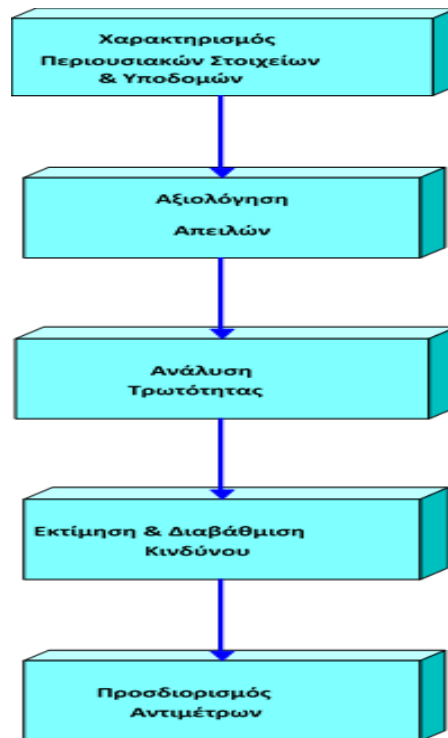 Χαρακτηρισμός
Περιουσιακών Στοιχείων
& Υποδομών
Αξιολόγηση
Απειλών
Ανάλυση
Τρωτότητας
Εκτίμηση & Διαβάθμιση
Κινδύνου
Προσδιορισμός
Αντιμέτρων